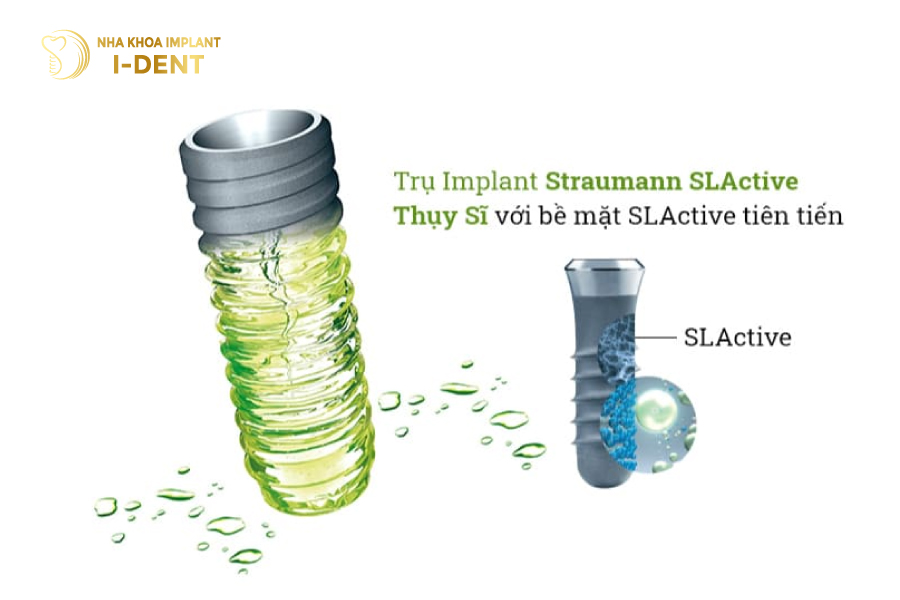 NHA KHOA IMPLANT
I-DENT
Trụ Implant Straumann SLActive
Thụy Sĩ với bề mặt SLActive tiên tiến
SLActive